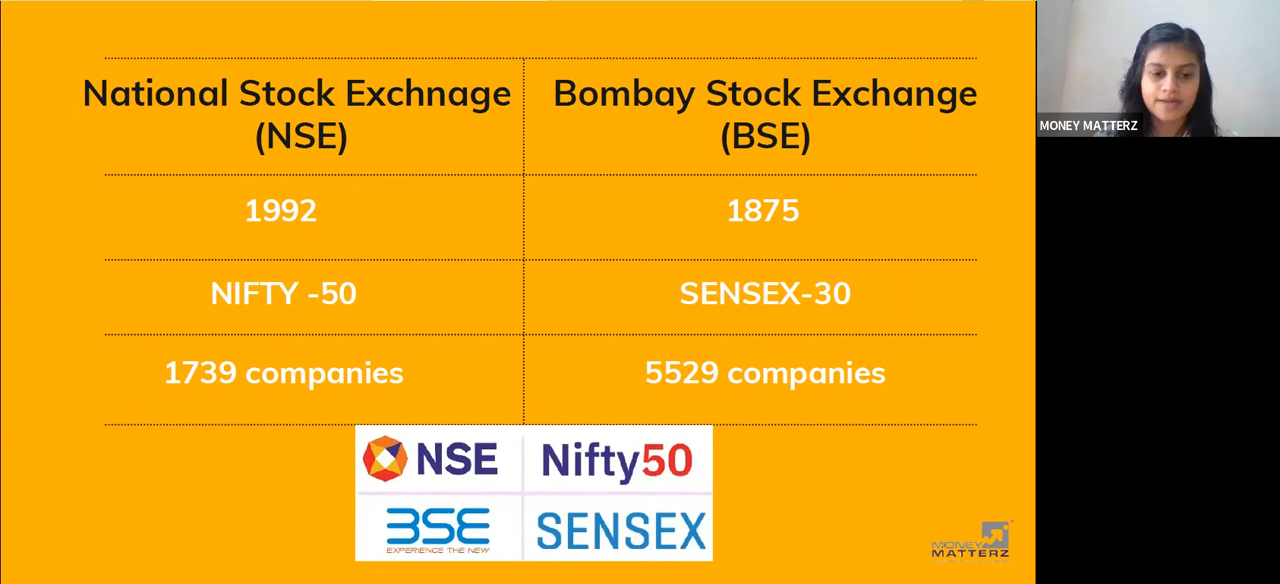 National Stock Exchnage
(NSE)
Bombay Stock Exchange
(BSE)
1992
1875
NIFTY -50
SENSEX-30
1739 companies
5529 companies
NSE
Nifty50
BSE
EXPERIENCE THE NEW
SENSEX
MONEY
MATTERZ
MONEY MATTERZ